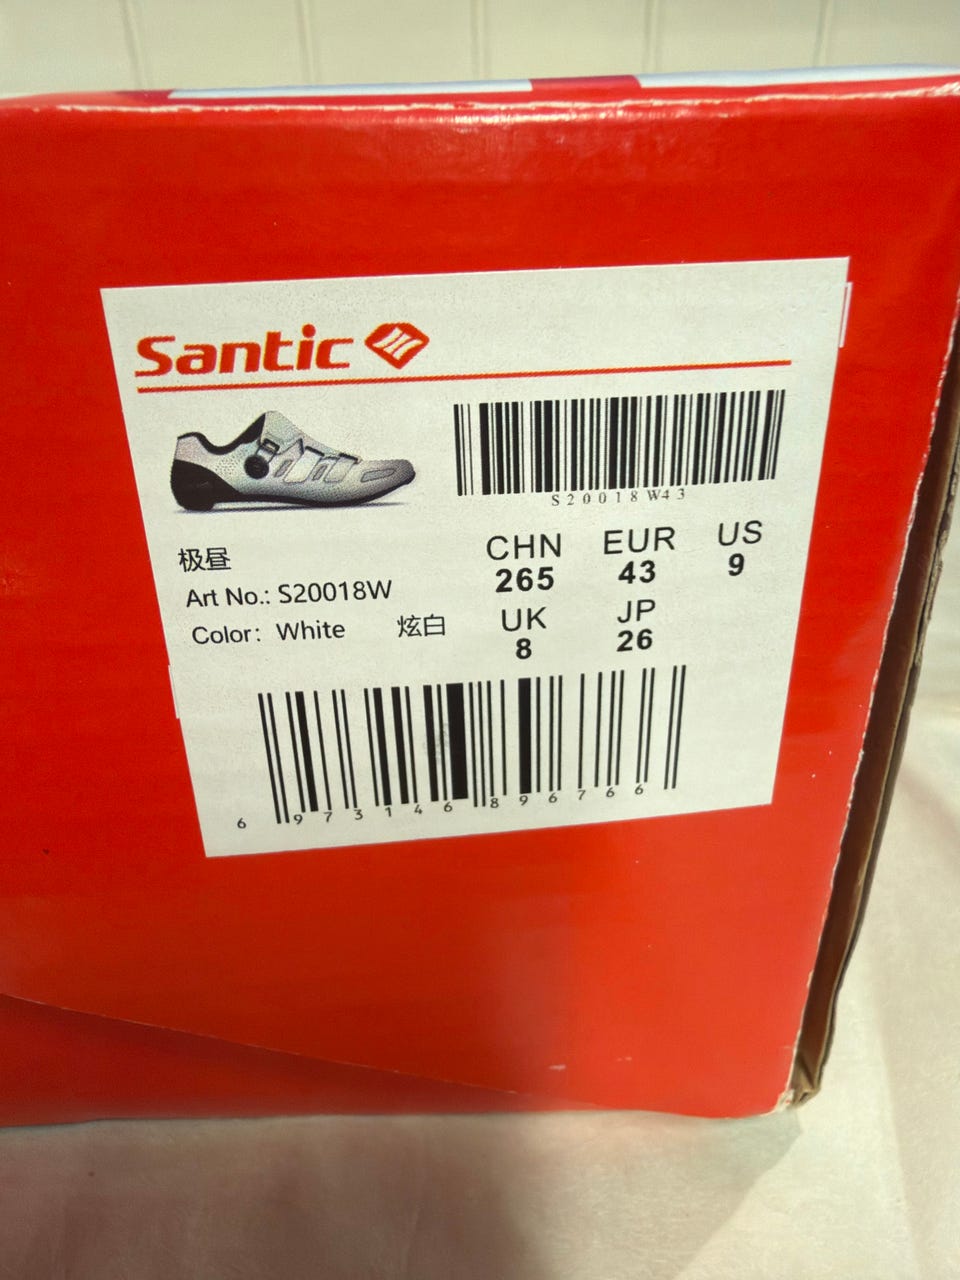 Santic
S20018W43
极昼
Art No.: S20018W
Color: White 炫白
CHN EUR US
265 43 9
UK JP
8 26
6 973146 896766